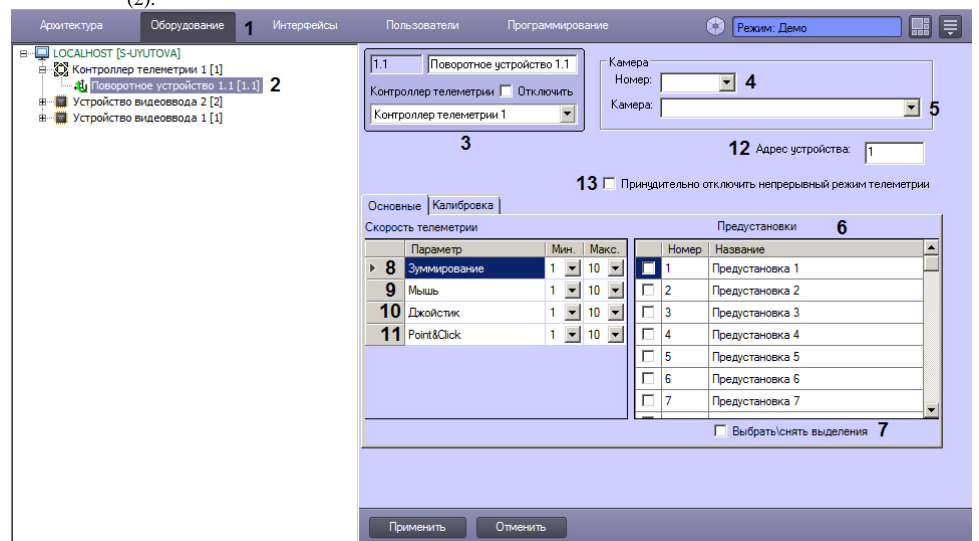 (2).
Архитектура Оборудование 1 Интерфейсы Пользователи Программирование Режим: Демо
LOCALHOST [S-UYUTOVA]
Контроллер теленетрии 1 [1]
Поворотное устройство 1.1 [1.1] 2
Устройство видеоввода 2 [2]
Устройство видеоввода 1 [1]
1.1 Поворотное устройство 1.1
Контроллер телеметрии Отключить
Контроллер телеметрии 1
3
Камера
Номер: 4
Камера: 5
12 Адрес устройства: 1
13 Принудительно отключить непрерывный режим телеметрии
Основные Калибровка
Скорость телеметрии
Параметр Мин. Макс.
8 Зуммирование 1 10
9 Мышь 1 10
10 Джойстик 1 10
11 Point&Click 1 10
Предустановки 6
Номер Название
1 Предустановка 1
2 Предустановка 2
3 Предустановка 3
4 Предустановка 4
5 Предустановка 5
6 Предустановка 6
7 Предустановка 7
Выбрать\снять выделения 7
Применить Отменить